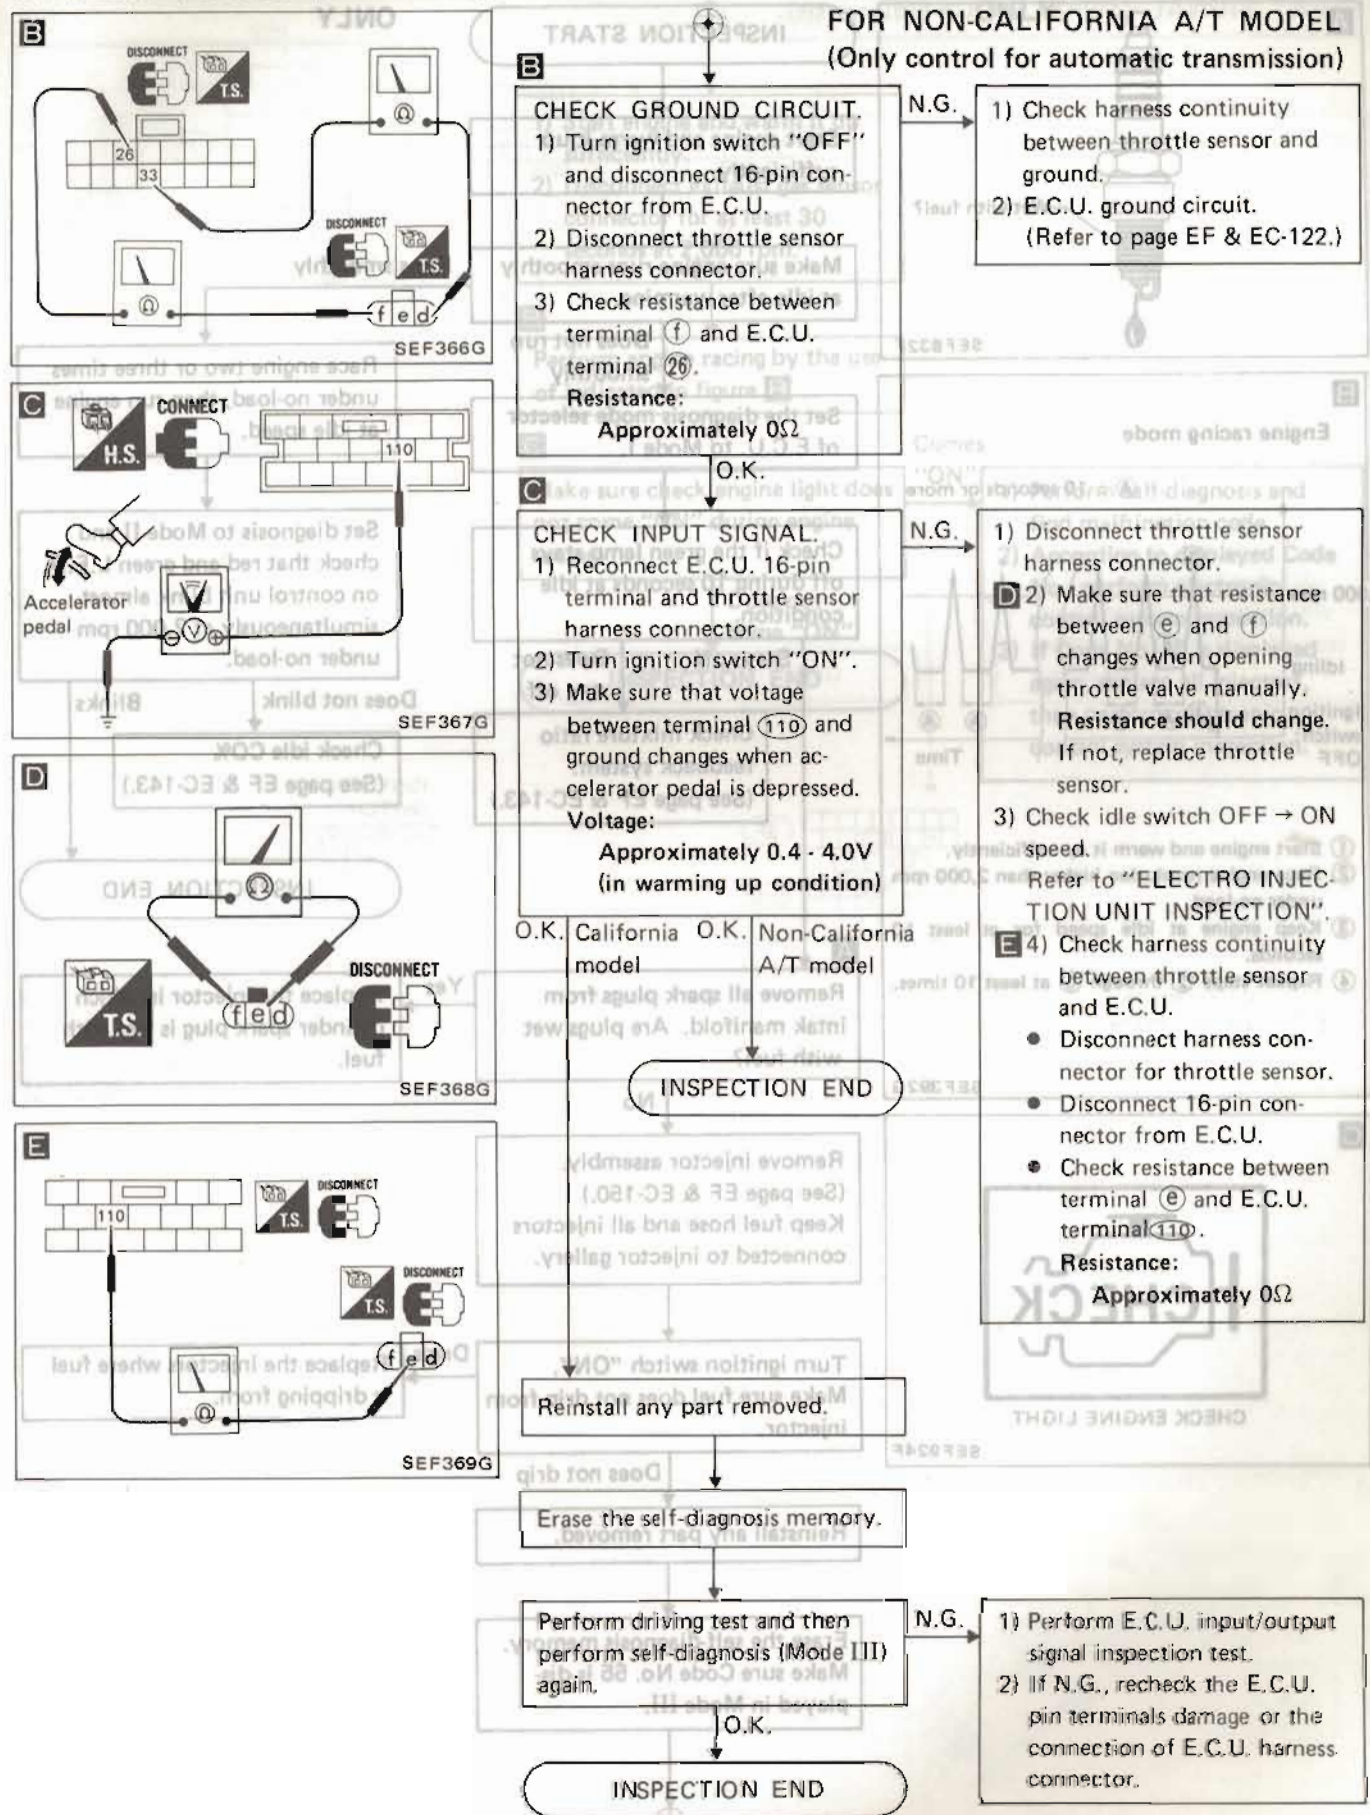 FOR NON-CALIFORNIA A/T MODEL
(Only control for automatic transmission)
B
DISCONNECT
T.S.
Ω
26
33
DISCONNECT
T.S.
Ω
f e d
SEF366G
B
CHECK GROUND CIRCUIT.
1) Turn ignition switch "OFF"
and disconnect 16-pin con-
nector from E.C.U.
2) Disconnect throttle sensor
harness connector.
3) Check resistance between
terminal ⓕ and E.C.U.
terminal ㉖.
Resistance:
Approximately 0Ω
N.G.
1) Check harness continuity
between throttle sensor and
ground.
2) E.C.U. ground circuit.
(Refer to page EF & EC-122.)
O.K.
C
CONNECT
H.S.
110
Accelerator
pedal
⊖ V ⊕
SEF367G
C
CHECK INPUT SIGNAL.
1) Reconnect E.C.U. 16-pin
terminal and throttle sensor
harness connector.
2) Turn ignition switch "ON".
3) Make sure that voltage
between terminal (110) and
ground changes when ac-
celerator pedal is depressed.
Voltage:
Approximately 0.4 - 4.0V
(in warming up condition)
N.G.
1) Disconnect throttle sensor
harness connector.
D 2) Make sure that resistance
between ⓔ and ⓕ
changes when opening
throttle valve manually.
Resistance should change.
If not, replace throttle
sensor.
3) Check idle switch OFF → ON
speed.
Refer to "ELECTRO INJEC-
TION UNIT INSPECTION".
E 4) Check harness continuity
between throttle sensor
and E.C.U.
● Disconnect harness con-
nector for throttle sensor.
● Disconnect 16-pin con-
nector from E.C.U.
● Check resistance between
terminal ⓔ and E.C.U.
terminal (110).
Resistance:
Approximately 0Ω
D
Ω
T.S.
f e d
DISCONNECT
SEF368G
O.K. California
model
O.K. Non-California
A/T model
INSPECTION END
E
110
T.S.
DISCONNECT
T.S.
DISCONNECT
f e d
Ω
SEF369G
Reinstall any part removed.
Erase the self-diagnosis memory.
Perform driving test and then
perform self-diagnosis (Mode III)
again.
N.G.
1) Perform E.C.U. input/output
signal inspection test.
2) If N.G., recheck the E.C.U.
pin terminals damage or the
connection of E.C.U. harness
connector.
O.K.
INSPECTION END